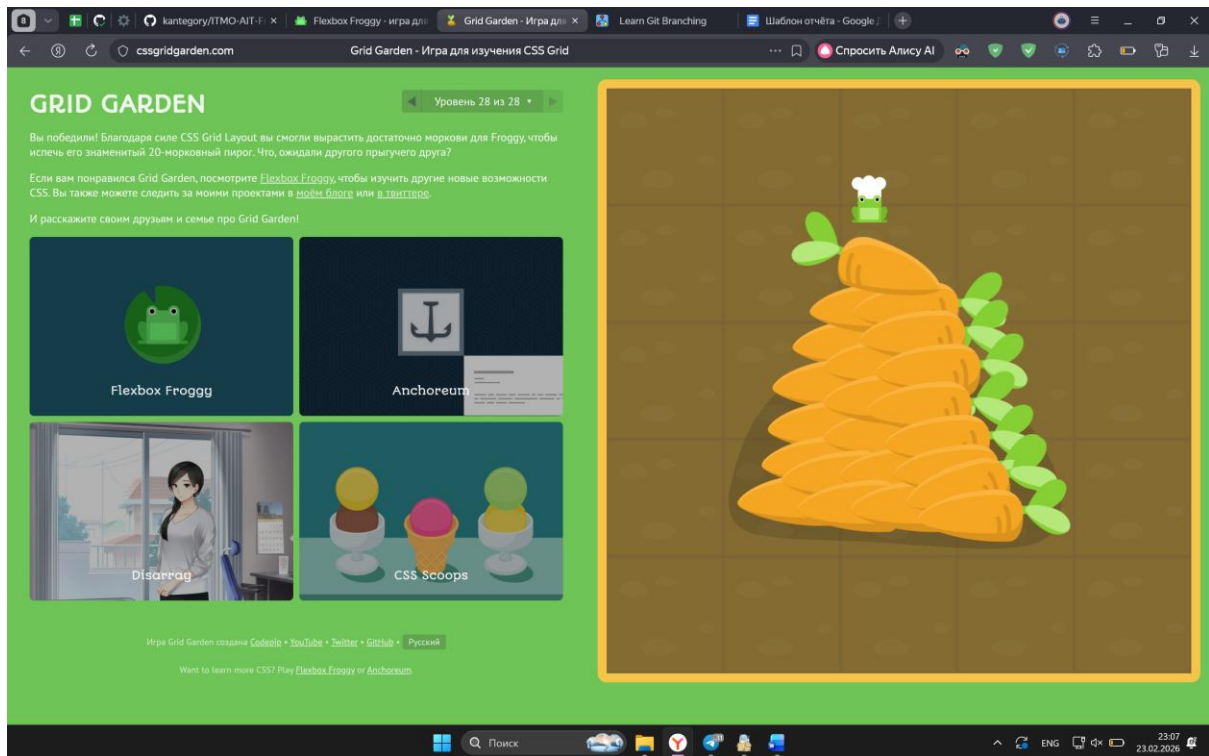 8
kantegory/ITMO-AIT-F
Flexbox Froggy - игра для
Grid Garden - Игра для
Learn Git Branching
Шаблон отчёта - Google
cssgridgarden.com
Grid Garden - Игра для изучения CSS Grid
Спросить Алису AI
GRID GARDEN
Уровень 28 из 28
Вы победили! Благодаря силе CSS Grid Layout вы смогли вырастить достаточно моркови для Froggy, чтобы
испечь его знаменитый 20-морковный пирог. Что, ожидали другого прыгучего друга?
Если вам понравился Grid Garden, посмотрите Flexbox Froggy, чтобы изучить другие новые возможности
CSS. Вы также можете следить за моими проектами в моём блоге или в твиттере.
И расскажите своим друзьям и семье про Grid Garden!
Flexbox Froggy
Anchoreum
Disarray
CSS Scoops
Игра Grid Garden создана Codepip • YouTube • Twitter • GitHub • Русский
Want to learn more CSS? Play Flexbox Froggy or Anchoreum.
Поиск
ENG
23:07
23.02.2026